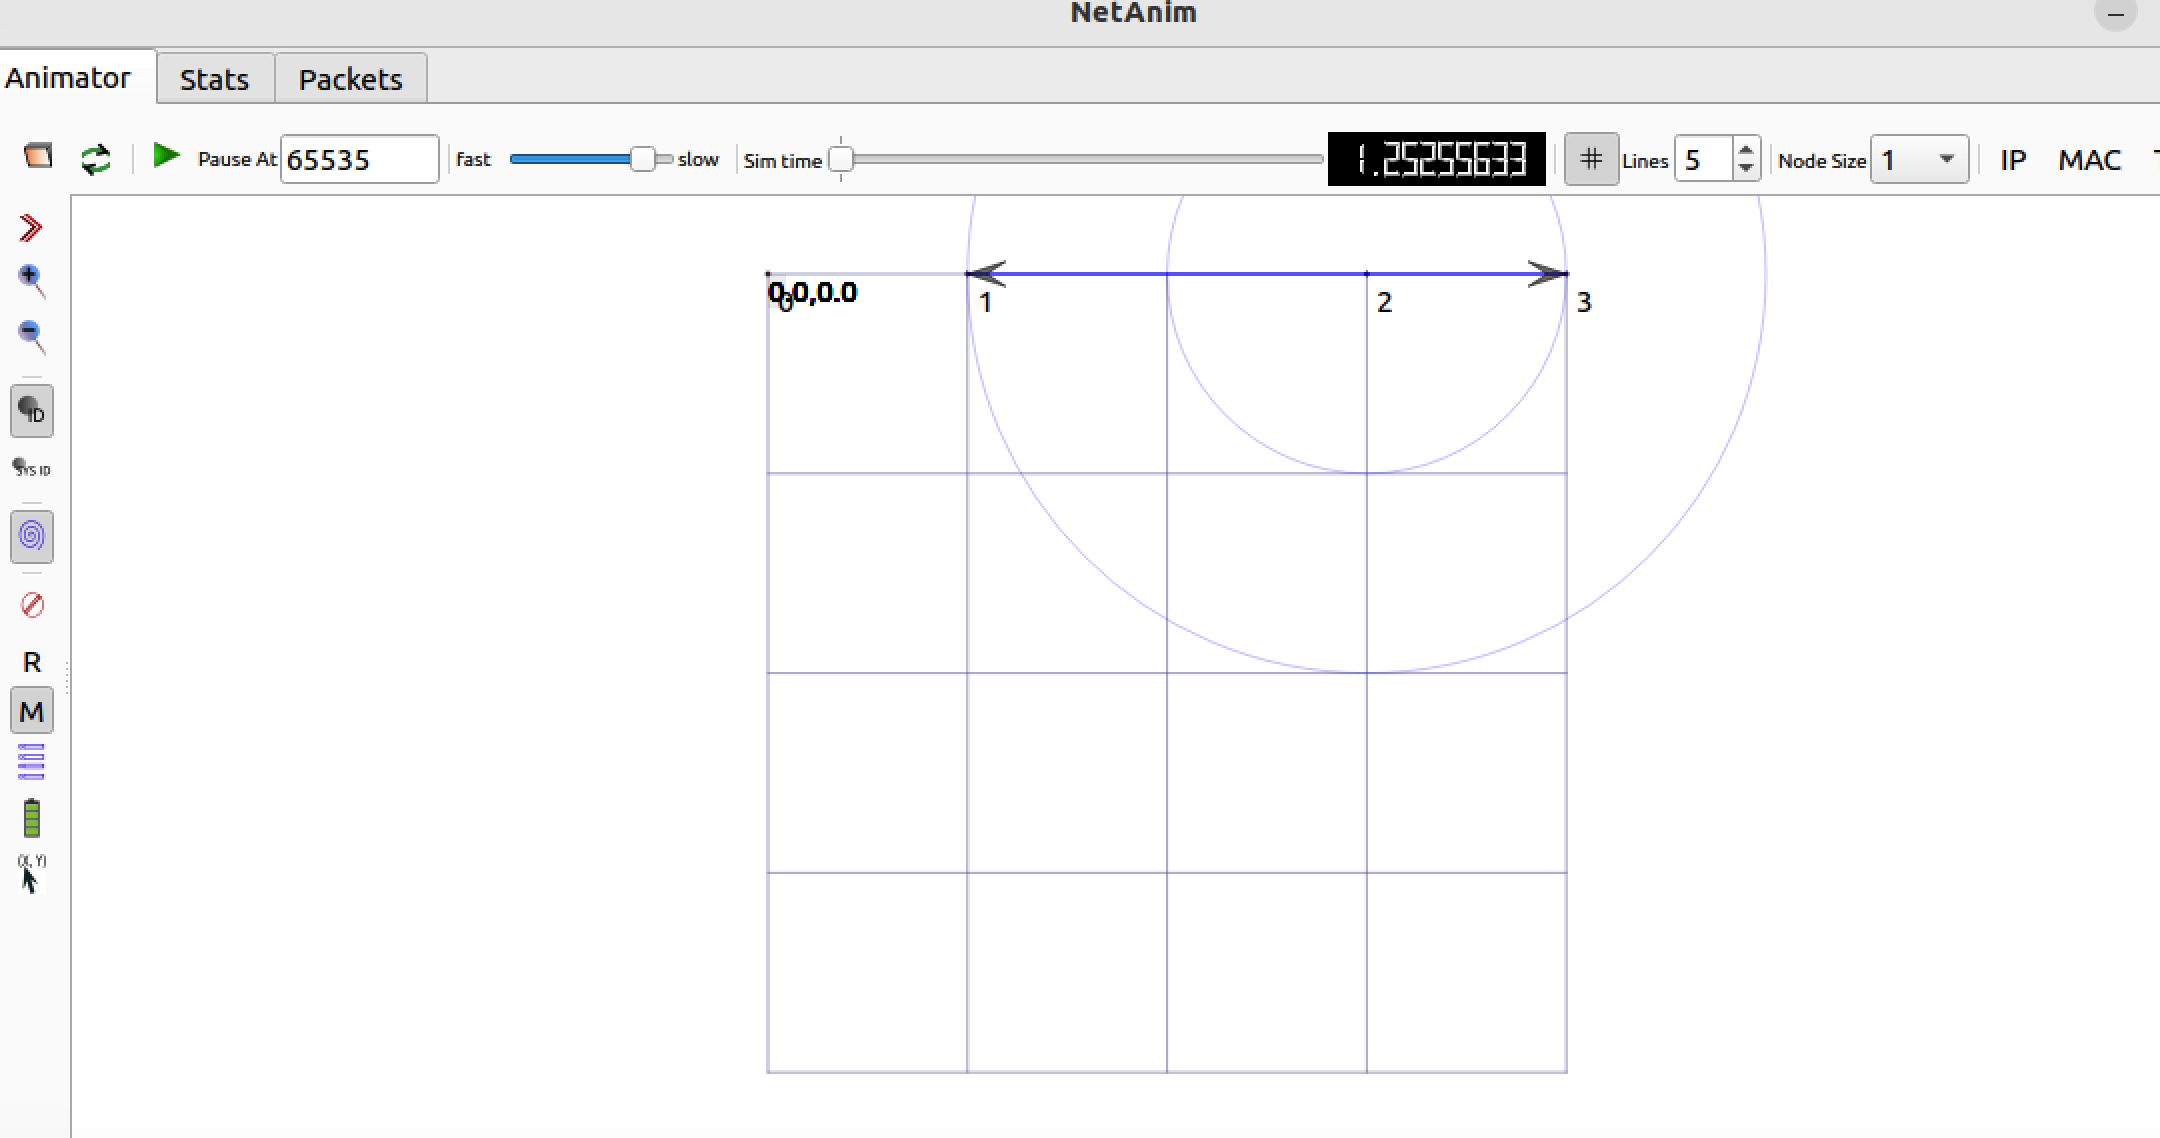 NetAnim
Animator Stats Packets
Pause At 65535 fast slow Sim time 1.25255633 # Lines 5 Node Size 1 IP MAC
ID
SYS ID
R
M
(X, Y)
0.0,0.0
0 1 2 3